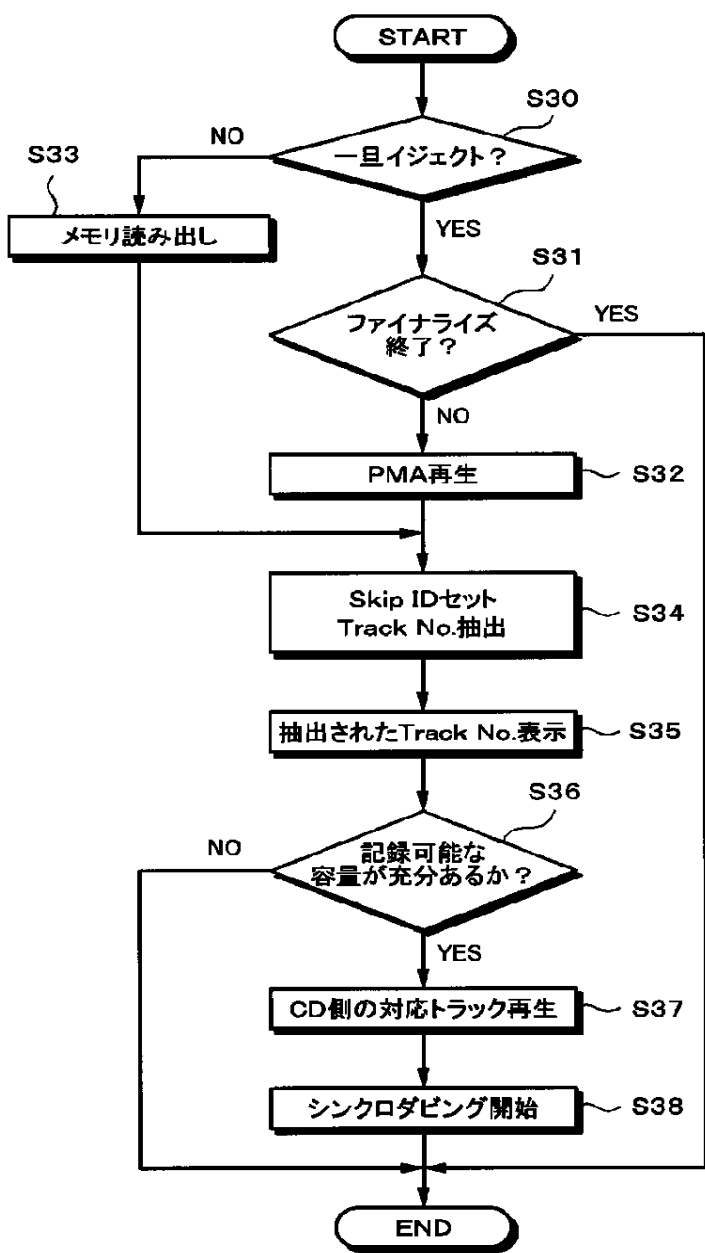 START
S30
NO
一旦イジェクト？
S33
メモリ読み出し
YES
S31
ファイナライズ
終了？
YES
NO
PMA再生
S32
Skip IDセット
Track No.抽出
S34
抽出されたTrack No.表示
S35
S36
NO
記録可能な
容量が充分あるか？
YES
CD側の対応トラック再生
S37
シンクロダビング開始
S38
END